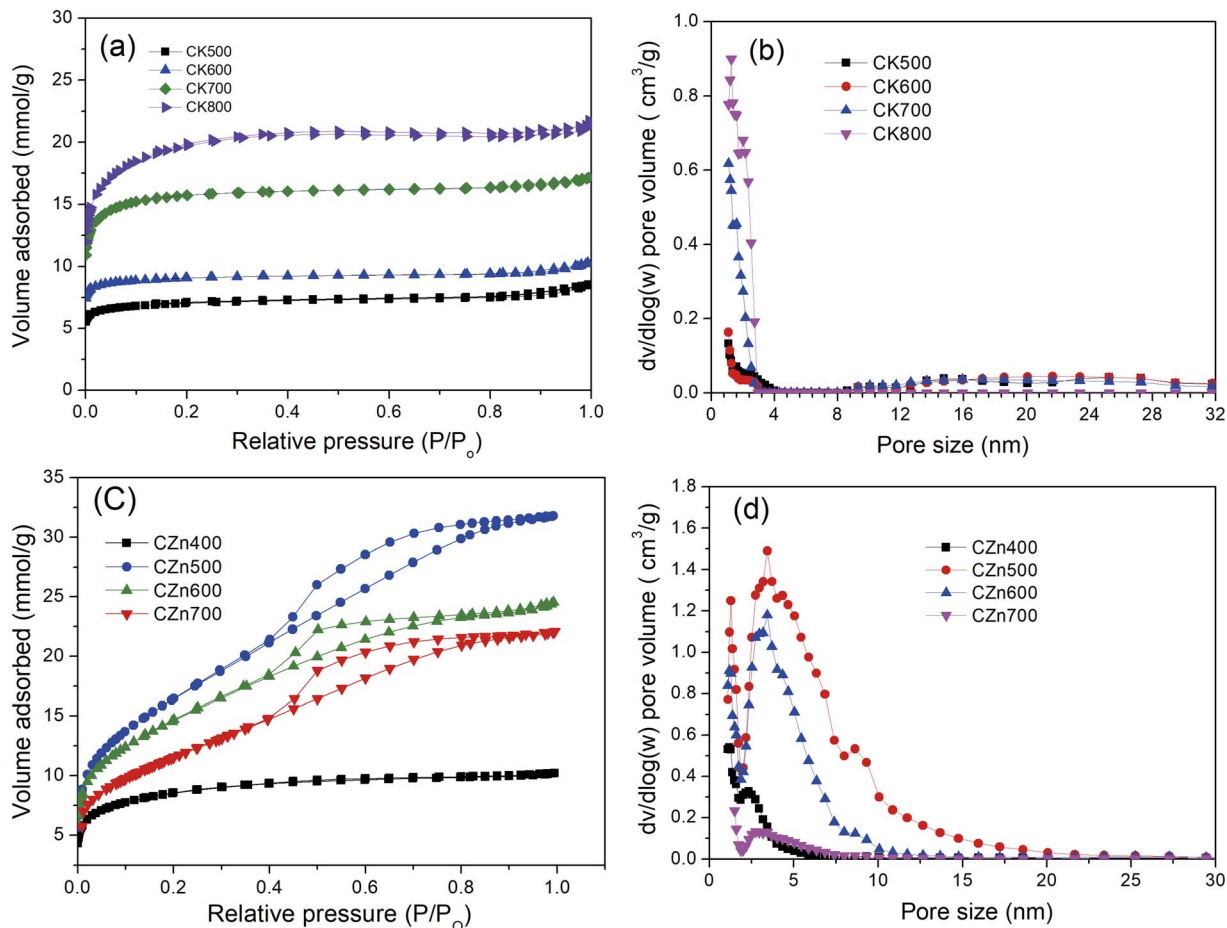 (a)
CK500
CK600
CK700
CK800
30
25
20
15
10
5
0
0.0 0.2 0.4 0.6 0.8 1.0
Volume adsorbed (mmol/g)
Relative pressure (P/Po)
(b)
CK500
CK600
CK700
CK800
1.0
0.8
0.6
0.4
0.2
0.0
0 4 8 12 16 20 24 28 32
dv/dlog(w) pore volume ( cm³/g)
Pore size (nm)
(C)
CZn400
CZn500
CZn600
CZn700
35
30
25
20
15
10
5
0.0 0.2 0.4 0.6 0.8 1.0
Volume adsorbed (mmol/g)
Relative pressure (P/PO)
(d)
CZn400
CZn500
CZn600
CZn700
1.8
1.6
1.4
1.2
1.0
0.8
0.6
0.4
0.2
0.0
0 5 10 15 20 25 30
dv/dlog(w) pore volume ( cm³/g)
Pore size (nm)